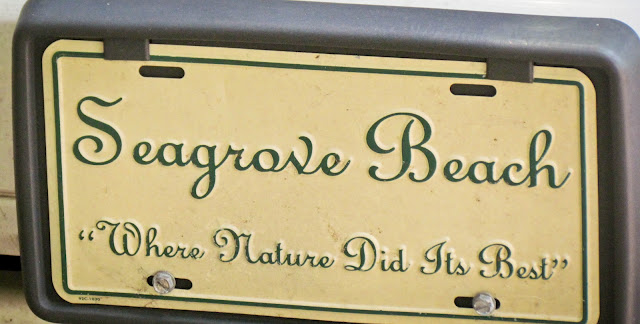 Seagrove Beach
“Where Nature Did Its Best”